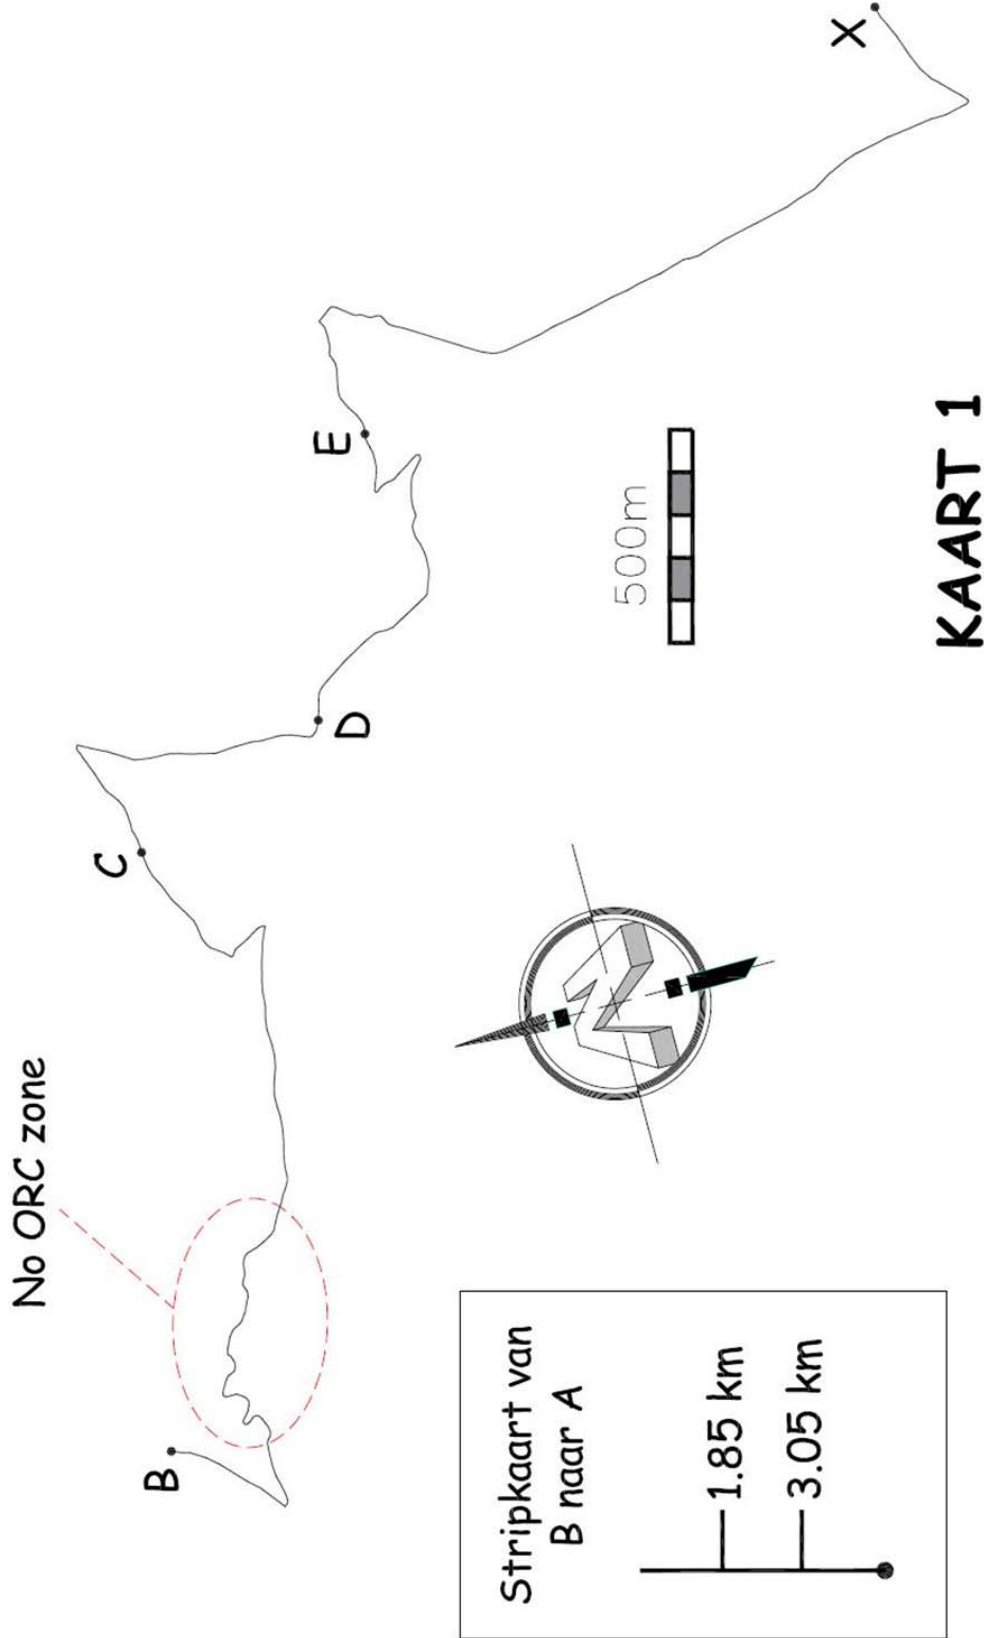 No ORC zone
B
C
D
E
X
500m
N
Stripkaart van
B naar A
1.85 km
3.05 km
KAART 1